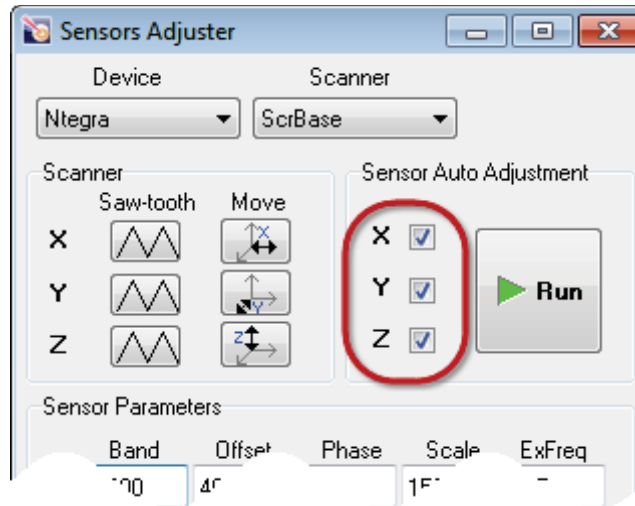 Sensors Adjuster
Device Scanner
Ntegra ScrBase
Scanner Sensor Auto Adjustment
Saw-tooth Move
X X X
Y Y Y Run
Z Z Z
Sensor Parameters
Band Offset Phase Scale ExFreq